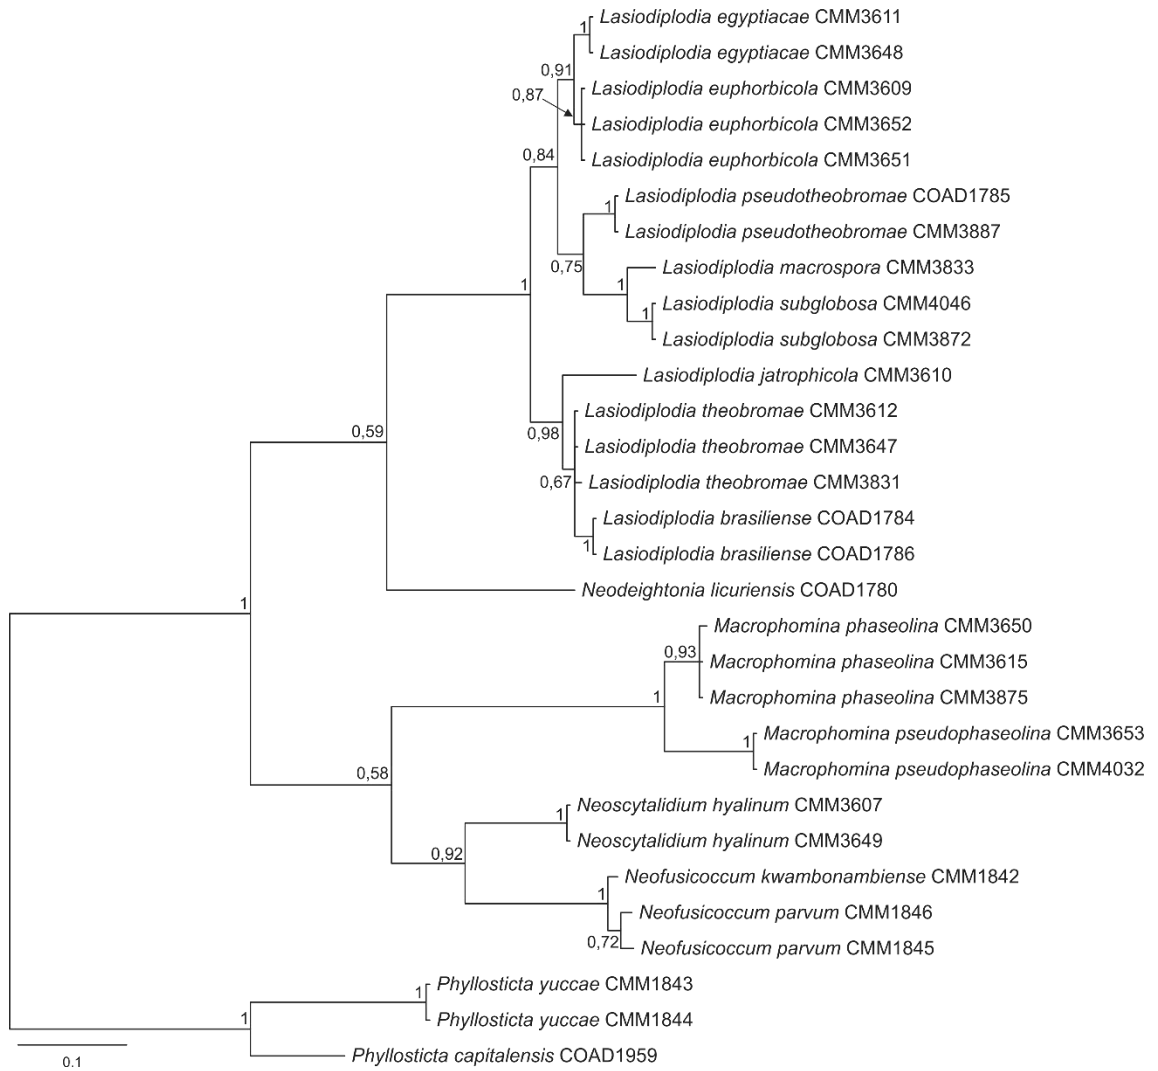 1 Lasiodiplodia egyptiacae CMM3611
Lasiodiplodia egyptiacae CMM3648
0,91
0,87
Lasiodiplodia euphorbicola CMM3609
Lasiodiplodia euphorbicola CMM3652
0,84
Lasiodiplodia euphorbicola CMM3651
1 Lasiodiplodia pseudotheobromae COAD1785
Lasiodiplodia pseudotheobromae CMM3887
0,75
Lasiodiplodia macrospora CMM3833
1
1
1 Lasiodiplodia subglobosa CMM4046
Lasiodiplodia subglobosa CMM3872
Lasiodiplodia jatrophicola CMM3610
Lasiodiplodia theobromae CMM3612
0,59
0,98
Lasiodiplodia theobromae CMM3647
0,67
Lasiodiplodia theobromae CMM3831
Lasiodiplodia brasiliense COAD1784
1
Lasiodiplodia brasiliense COAD1786
Neodeightonia licuriensis COAD1780
1
Macrophomina phaseolina CMM3650
0,93
Macrophomina phaseolina CMM3615
1
Macrophomina phaseolina CMM3875
1 Macrophomina pseudophaseolina CMM3653
0,58
Macrophomina pseudophaseolina CMM4032
1 Neoscytalidium hyalinum CMM3607
Neoscytalidium hyalinum CMM3649
0,92
Neofusicoccum kwambonambiense CMM1842
1
Neofusicoccum parvum CMM1846
0,72
Neofusicoccum parvum CMM1845
1 Phyllosticta yuccae CMM1843
1
Phyllosticta yuccae CMM1844
Phyllosticta capitalensis COAD1959
0.1